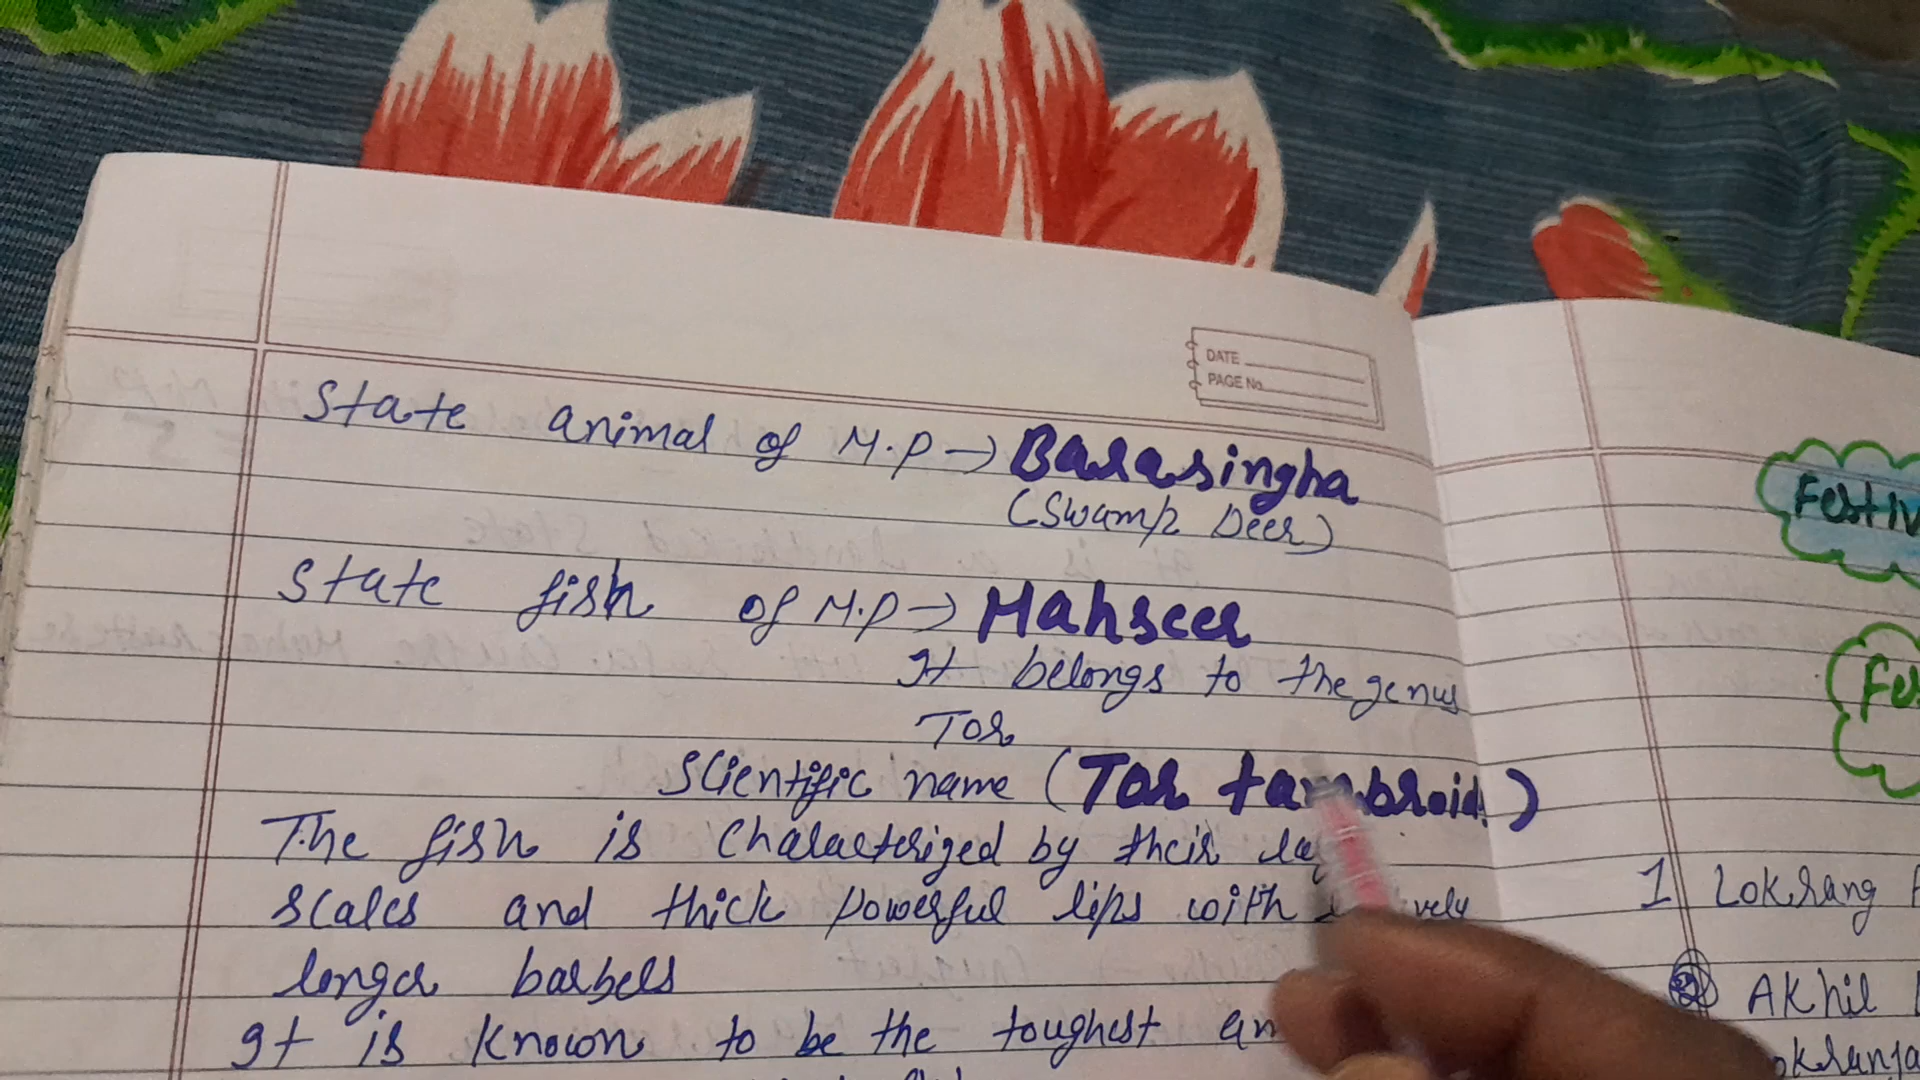 DATE
PAGE No.
State animal of M.P → Barasingha
(Swamp Deer)
State fish of M.P → Mahseer
It belongs to the genus
Tor
Scientific name (Tor
The fish is Characterized by their
scales and thick powerful lips with
longer barbels
It is known to be the toughest
1 Lokrang
2 Akhil